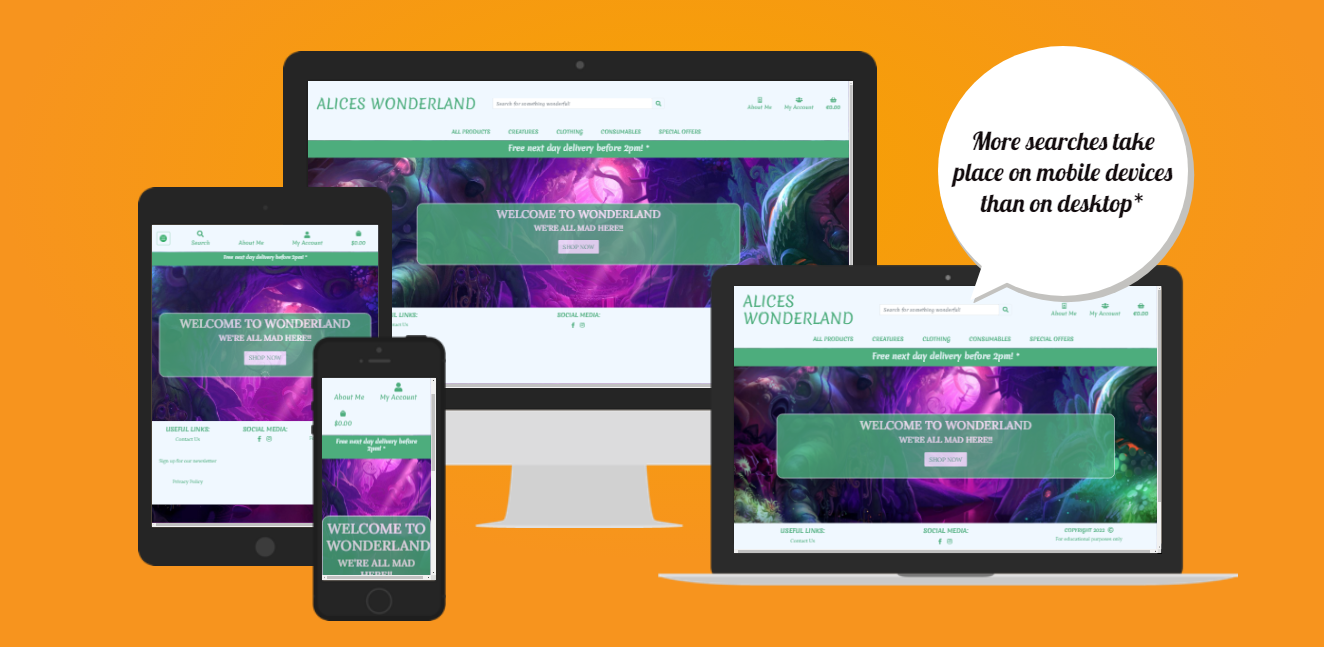 ALICES WONDERLAND
Search for something wonderful!
About Me
My Account
$0.00
ALL PRODUCTS CREATURES CLOTHING CONSUMABLES SPECIAL OFFERS
Free next day delivery before 2pm! *
WELCOME TO WONDERLAND
WE'RE ALL MAD HERE!!
SHOP NOW
SOCIAL MEDIA:
More searches take
place on mobile devices
than on desktop*
Search
About Me
My Account
$0.00
Free next day delivery before 2pm! *
WELCOME TO WONDERLAND
WE'RE ALL MAD HERE!!
SHOP NOW
USEFUL LINKS:
Contact Us
SOCIAL MEDIA:
Sign up for our newsletter
Privacy Policy
About Me
My Account
$0.00
Free next day delivery before
2pm! *
WELCOME TO
WONDERLAND
WE'RE ALL MAD
HERE!!
ALICES
WONDERLAND
Search for something wonderful!
About Me
My Account
$0.00
ALL PRODUCTS CREATURES CLOTHING CONSUMABLES SPECIAL OFFERS
Free next day delivery before 2pm! *
WELCOME TO WONDERLAND
WE'RE ALL MAD HERE!!
SHOP NOW
USEFUL LINKS:
Contact Us
SOCIAL MEDIA:
COPYRIGHT 2022 ©
For educational purposes only